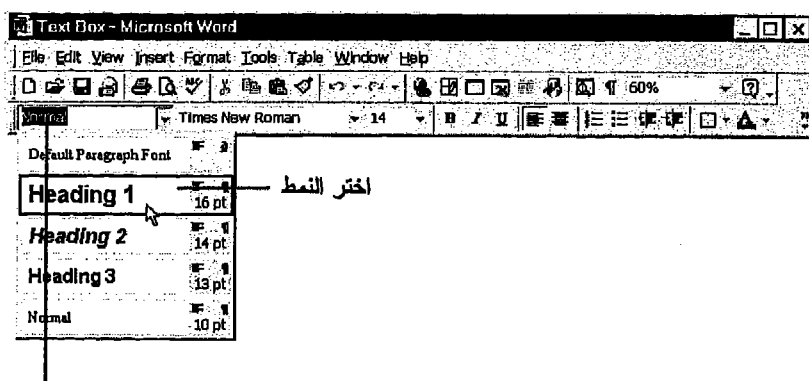 Text Box - Microsoft Word
File Edit View Insert Format Tools Table Window Help
60%
Normal Times New Roman 14 B I U
Default Paragraph Font a
Heading 1 16 pt
اختر النمط
Heading 2 14 pt
Heading 3 13 pt
Normal 10 pt